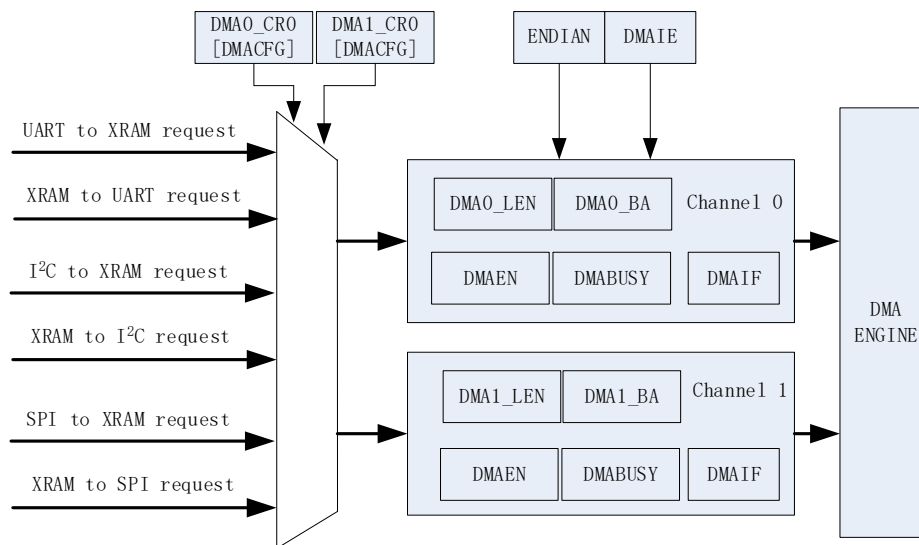 DMA0_CR0
[DMACFG]
DMA1_CR0
[DMACFG]
ENDIAN
DMAIE
UART to XRAM request
XRAM to UART request
I²C to XRAM request
XRAM to I²C request
SPI to XRAM request
XRAM to SPI request
DMA0_LEN
DMA0_BA
Channel 0
DMAEN
DMABUSY
DMAIF
DMA1_LEN
DMA1_BA
Channel 1
DMAEN
DMABUSY
DMAIF
DMA
ENGINE